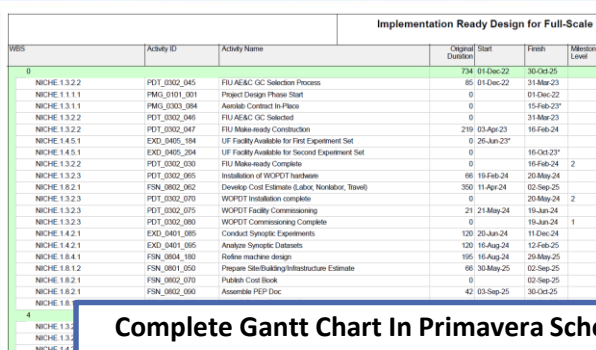 Implementation Ready Design for Full-Scale
WBS Activity ID Activity Name Original Duration Start Finish Milestone Level
0 734 01-Dec-22 30-Oct-25
NICHE.1.3.2.2 PDT_0302_045 FIU AE&C GC Selection Process 85 01-Dec-22 31-Mar-23
NICHE.1.1.1.1 PMG_0101_001 Project Design Phase Start 0 01-Dec-22
NICHE.1.3.1.1 PMG_0303_084 Aerolab Contract In-Place 0 15-Feb-23*
NICHE.1.3.2.2 PDT_0302_046 FIU AE&C GC Selected 0 31-Mar-23
NICHE.1.3.2.2 PDT_0302_047 FIU Make-ready Construction 219 03-Apr-23 16-Feb-24
NICHE.1.4.5.1 EXD_0405_184 UF Facility Available for First Experiment Set 0 26-Jun-23*
NICHE.1.4.5.1 EXD_0405_204 UF Facility Available for Second Experiment Set 0 16-Oct-23*
NICHE.1.3.2.2 PDT_0302_030 FIU Make-ready Complete 0 16-Feb-24 2
NICHE.1.3.2.3 PDT_0302_065 Installation of WOPDT hardware 66 19-Feb-24 20-May-24
NICHE.1.8.2.1 FSN_0802_062 Develop Cost Estimate (Labor, Nonlabor, Travel) 350 11-Apr-24 02-Sep-25
NICHE.1.3.2.3 PDT_0302_070 WOPDT Installation complete 0 20-May-24 2
NICHE.1.3.2.3 PDT_0302_075 WOPDT Facility Commissioning 21 21-May-24 19-Jun-24
NICHE.1.3.2.3 PDT_0302_080 WOPDT Commissioning Complete 0 19-Jun-24 1
NICHE.1.4.2.1 EXD_0401_085 Conduct Synoptic Experiments 120 20-Jun-24 11-Dec-24
NICHE.1.4.2.1 EXD_0401_095 Analyze Synoptic Datasets 120 16-Aug-24 12-Feb-25
NICHE.1.8.4.1 FSN_0804_180 Refine machine design 195 16-Aug-24 29-May-25
NICHE.1.8.1.2 FSN_0801_050 Prepare Site/Building/Infrastructure Estimate 66 30-May-25 02-Sep-25
NICHE.1.8.2.1 FSN_0802_070 Publish Cost Book 0 02-Sep-25
NICHE.1.8.2.1 FSN_0802_090 Assemble PEP Doc 42 03-Sep-25 30-Oct-25
NICHE.1.8.1
4
NICHE.1.3.2
NICHE.1.3.2
NICHE.1.4.2
Complete Gantt Chart In Primavera Sche